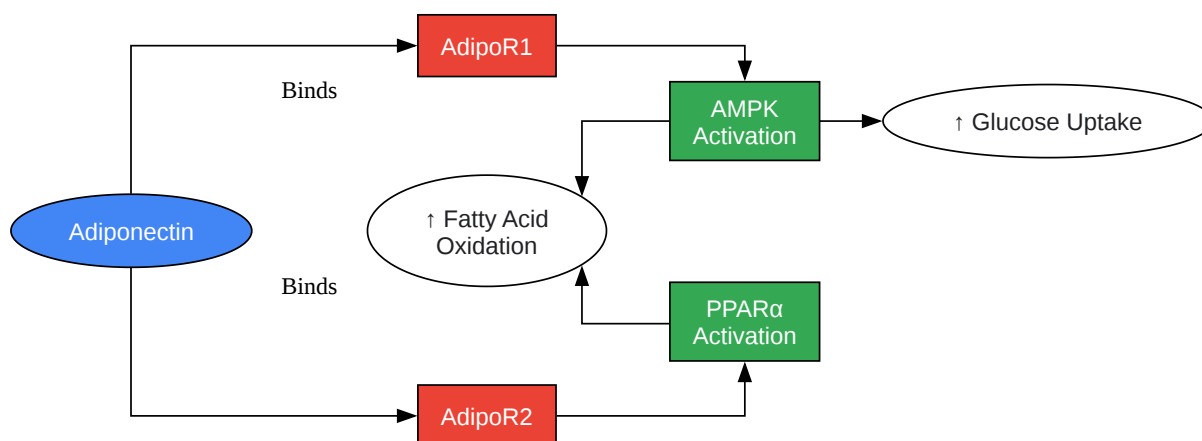 AdipoR1
Binds
AMPK
Activation
↑ Glucose Uptake
Adiponectin
↑ Fatty Acid
Oxidation
Binds
PPARα
Activation
AdipoR2